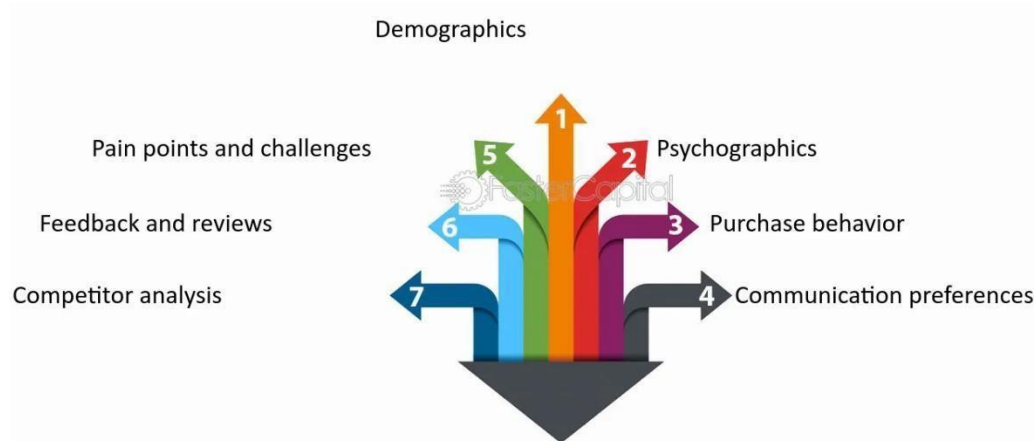 Demographics
1
Pain points and challenges
5
2
Psychographics
FasterCapital
Feedback and reviews
6
3
Purchase behavior
Competitor analysis
7
4
Communication preferences